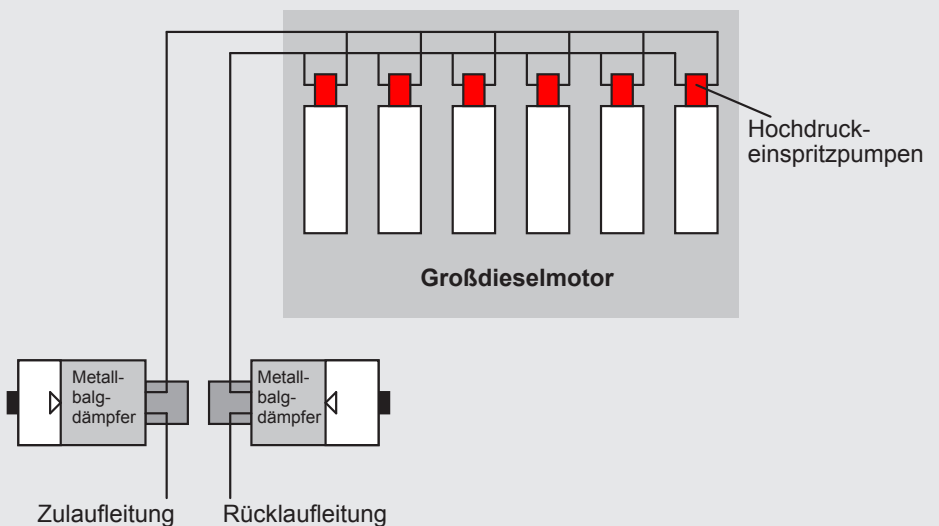 Hochdruck-
einspritzpumpen
Großdieselmotor
Metall-
balg-
dämpfer
Metall-
balg-
dämpfer
Zulaufleitung
Rücklaufleitung